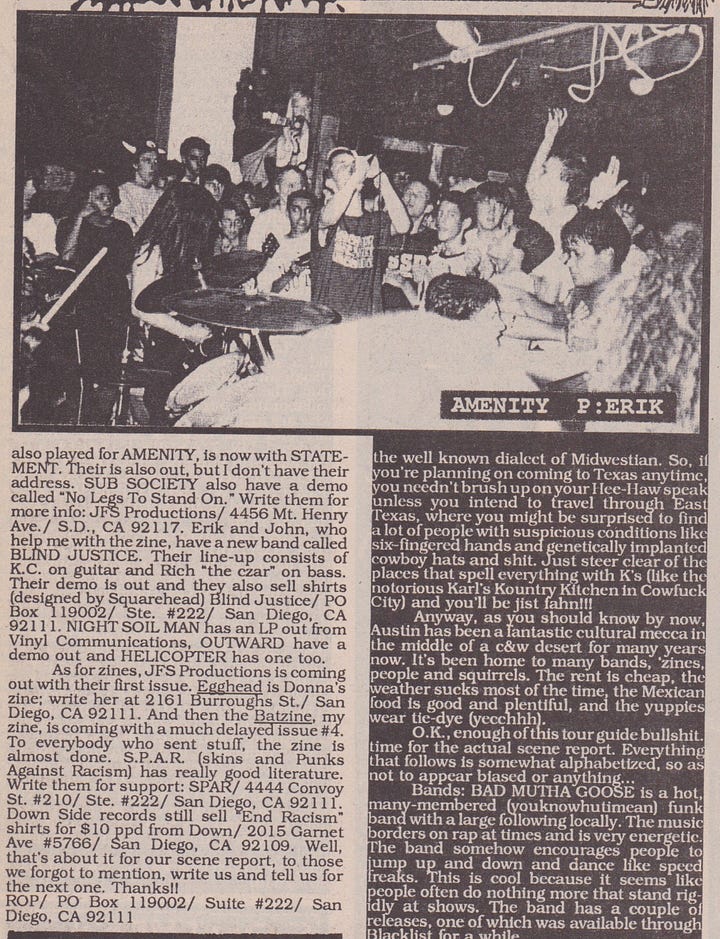 AMENITY P:ERIK
also played for AMENITY, is now with STATE-
MENT. Their is also out, but I don't have their
address. SUB SOCIETY also have a demo
called "No Legs To Stand On." Write them for
more info: JFS Productions/ 4456 Mt. Henry
Ave./ S.D., CA 92117. Erik and John, who
help me with the zine, have a new band called
BLIND JUSTICE. Their line-up consists of
K.C. on guitar and Rich "the czar" on bass.
Their demo is out and they also sell shirts
(designed by Squarehead) Blind Justice/ PO
Box 119002/ Ste. #222/ San Diego, CA
92111. NIGHT SOIL MAN has an LP out from
Vinyl Communications, OUTWARD have a
demo out and HELICOPTER has one too.
As for zines, JFS Productions is coming
out with their first issue. Egghead is Donna's
zine; write her at 2161 Burroughs St./ San
Diego, CA 92111. And then the Batzine, my
zine, is coming with a much delayed issue #4.
To everybody who sent stuff, the zine is
almost done. S.P.A.R. (skins and Punks
Against Racism) has really good literature.
Write them for support: SPAR/ 4444 Convoy
St. #210/ Ste. #222/ San Diego, CA 92111.
Down Side records still sell "End Racism"
shirts for $10 ppd from Down/ 2015 Garnet
Ave #5766/ San Diego, CA 92109. Well,
that's about it for our scene report, to those
we forgot to mention, write us and tell us for
the next one. Thanks!!
ROP/ PO Box 119002/ Suite #222/ San
Diego, CA 92111
the well known dialect of Midwestian. So, if
you're planning on coming to Texas anytime,
you needn't brush up on your Hee-Haw speak
unless you intend to travel through East
Texas, where you might be surprised to find
a lot of people with suspicious conditions like
six-fingered hands and genetically implanted
cowboy hats and shit. Just steer clear of the
places that spell everything with K's (like the
notorious Karl's Kountry Kitchen in Cowfuck
City) and you'll be jist fahn!!!
Anyway, as you should know by now,
Austin has been a fantastic cultural mecca in
the middle of a c&w desert for many years
now. It's been home to many bands, 'zines,
people and squirrels. The rent is cheap, the
weather sucks most of the time, the Mexican
food is good and plentiful, and the yuppies
wear tie-dye (yecchhh).
O.K., enough of this tour guide bullshit.
time for the actual scene report. Everything
that follows is somewhat alphabetized, so as
not to appear biased or anything...
Bands: BAD MUTHA GOOSE is a hot,
many-membered (youknowhutimean) funk
band with a large following locally. The music
borders on rap at times and is very energetic.
The band somehow encourages people to
jump up and down and dance like speed
freaks. This is cool because it seems like
people often do nothing more that stand rig-
idly at shows. The band has a couple of
releases, one of which was available through
Blacklist for a while.